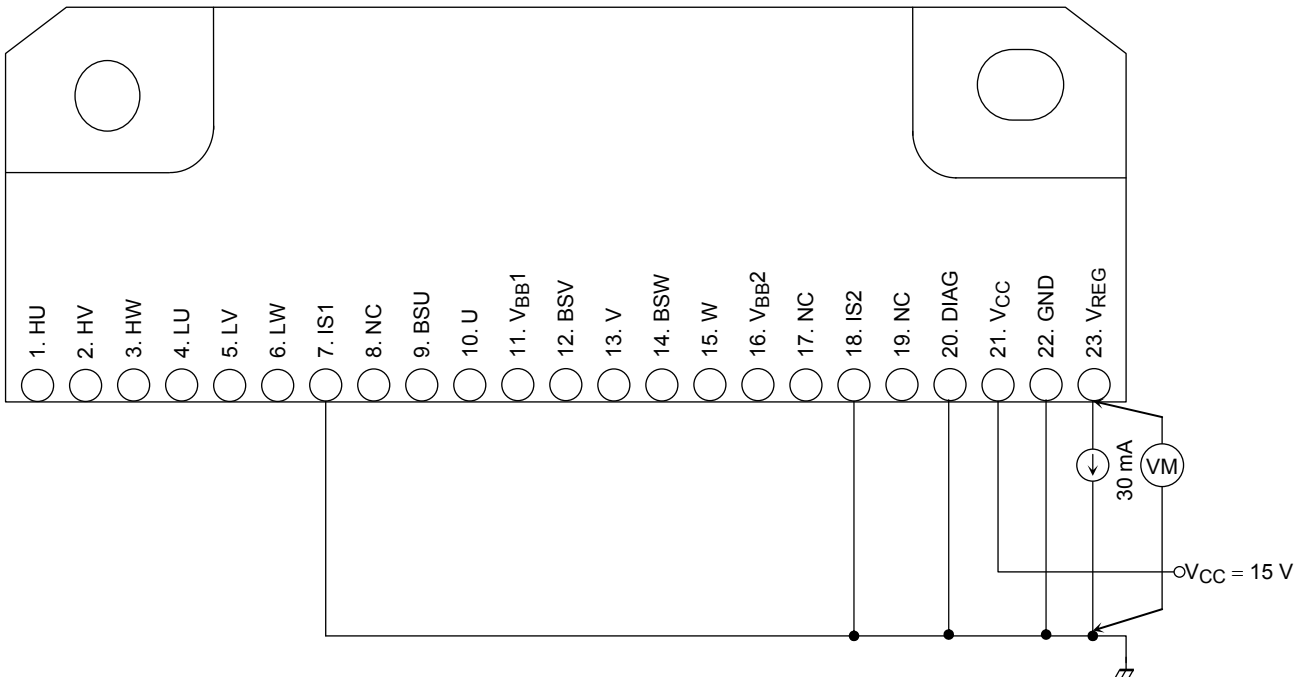 1. HU
2. HV
3. HW
4. LU
5. LV
6. LW
7. IS1
8. NC
9. BSU
10. U
11. VBB1
12. BSV
13. V
14. BSW
15. W
16. VBB2
17. NC
18. IS2
19. NC
20. DIAG
21. VCC
22. GND
23. VREG
30 mA
VM
VCC = 15 V